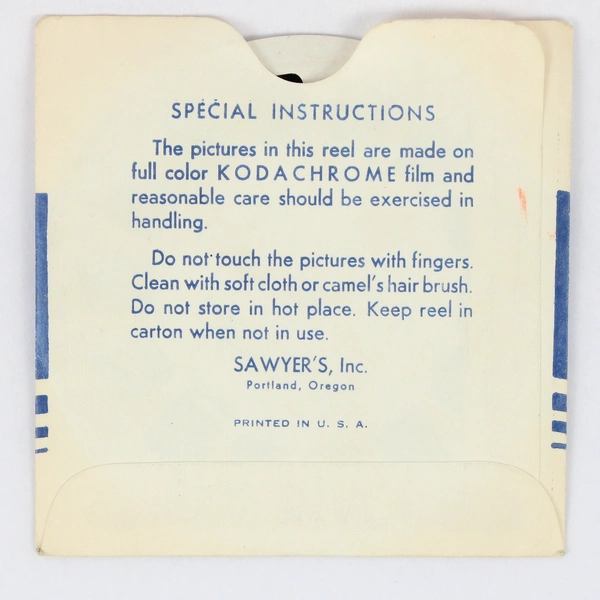 SPECIAL INSTRUCTIONS
The pictures in this reel are made on
full color KODACHROME film and
reasonable care should be exercised in
handling.
Do not touch the pictures with fingers.
Clean with soft cloth or camel's hair brush.
Do not store in hot place. Keep reel in
carton when not in use.
SAWYER'S, Inc.
Portland, Oregon
PRINTED IN U. S. A.